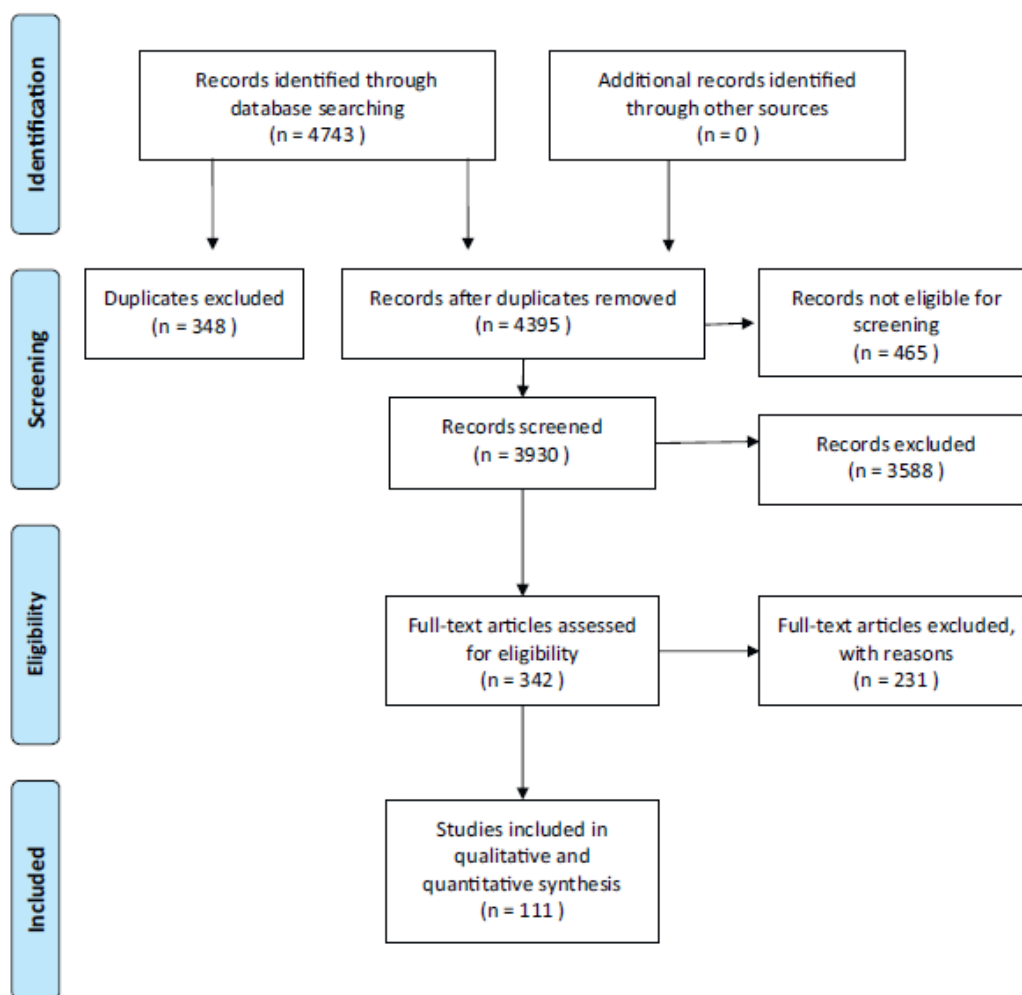 Identification
Records identified through
database searching
(n = 4743 )
Additional records identified
through other sources
(n = 0 )
Screening
Duplicates excluded
(n = 348 )
Records after duplicates removed
(n = 4395 )
Records not eligible for
screening
(n = 465 )
Records screened
(n = 3930 )
Records excluded
(n = 3588 )
Eligibility
Full-text articles assessed
for eligibility
(n = 342 )
Full-text articles excluded,
with reasons
(n = 231 )
Included
Studies included in
qualitative and
quantitative synthesis
(n = 111 )